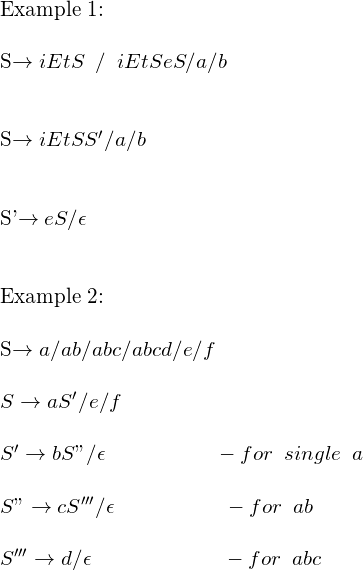 Example 1:
S→ iEtS / iEtSeS/a/b
S→ iEtSS′/a/b
S’→ eS/ϵ
Example 2:
S→ a/ab/abc/abcd/e/f
S → aS′/e/f
S′ → bS”/ϵ − for single a
S” → cS′′′/ϵ − for ab
S′′′ → d/ϵ − for abc